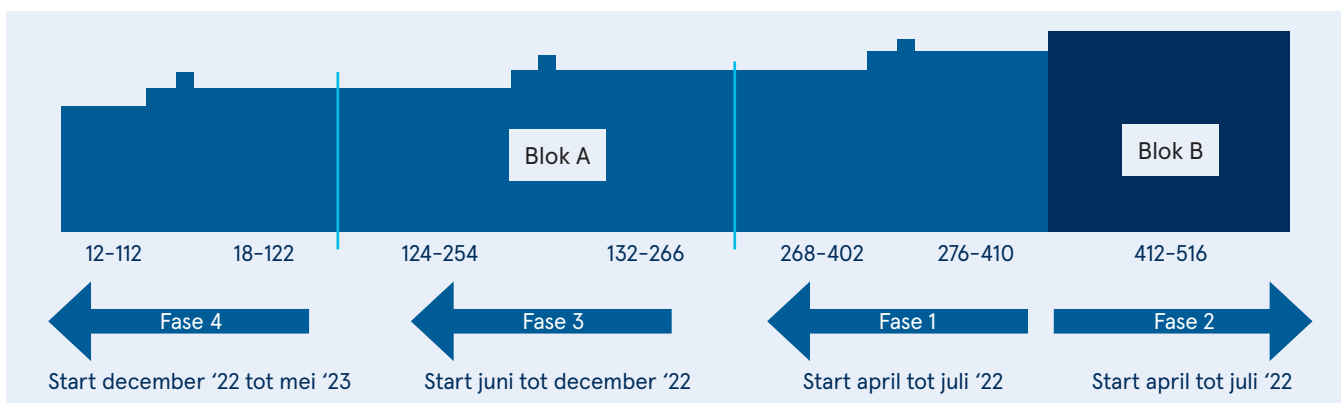 Blok A
Blok B
12-112
18-122
124-254
132-266
268-402
276-410
412-516
Fase 4
Fase 3
Fase 1
Fase 2
Start december ‘22 tot mei ‘23
Start juni tot december ‘22
Start april tot juli ‘22
Start april tot juli ‘22